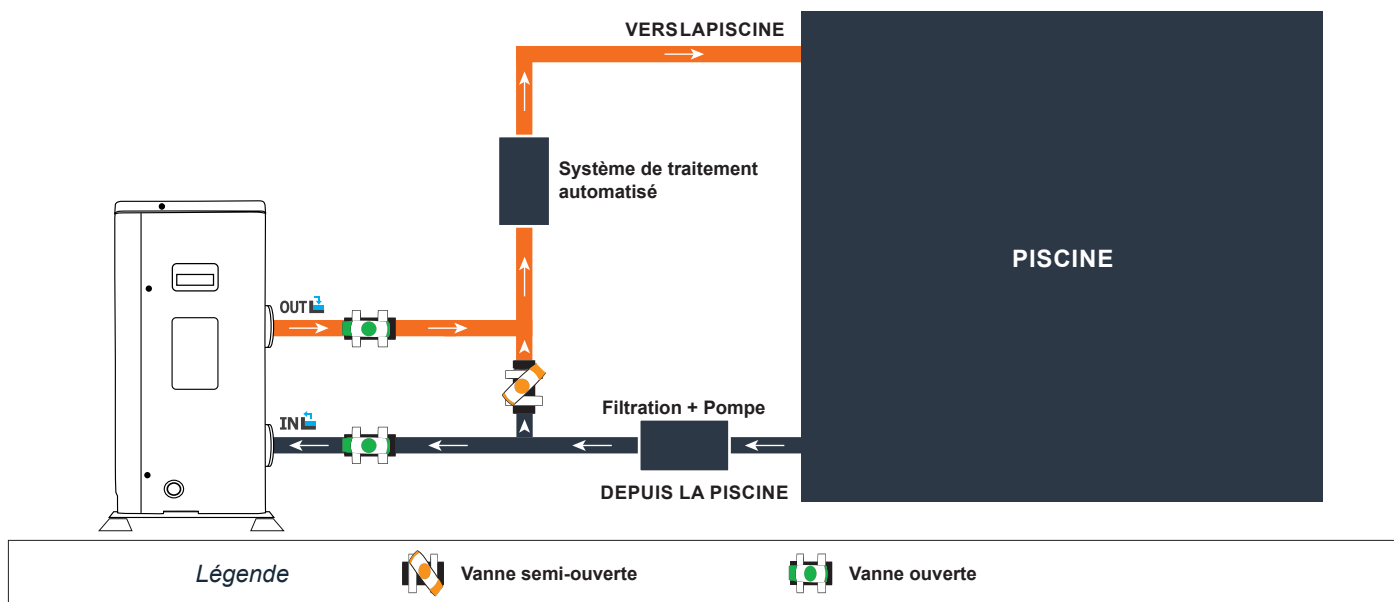 VERSLAPISCINE
Système de traitement
automatisé
PISCINE
OUT
IN
Filtration + Pompe
DEPUIS LA PISCINE
Légende
Vanne semi-ouverte
Vanne ouverte